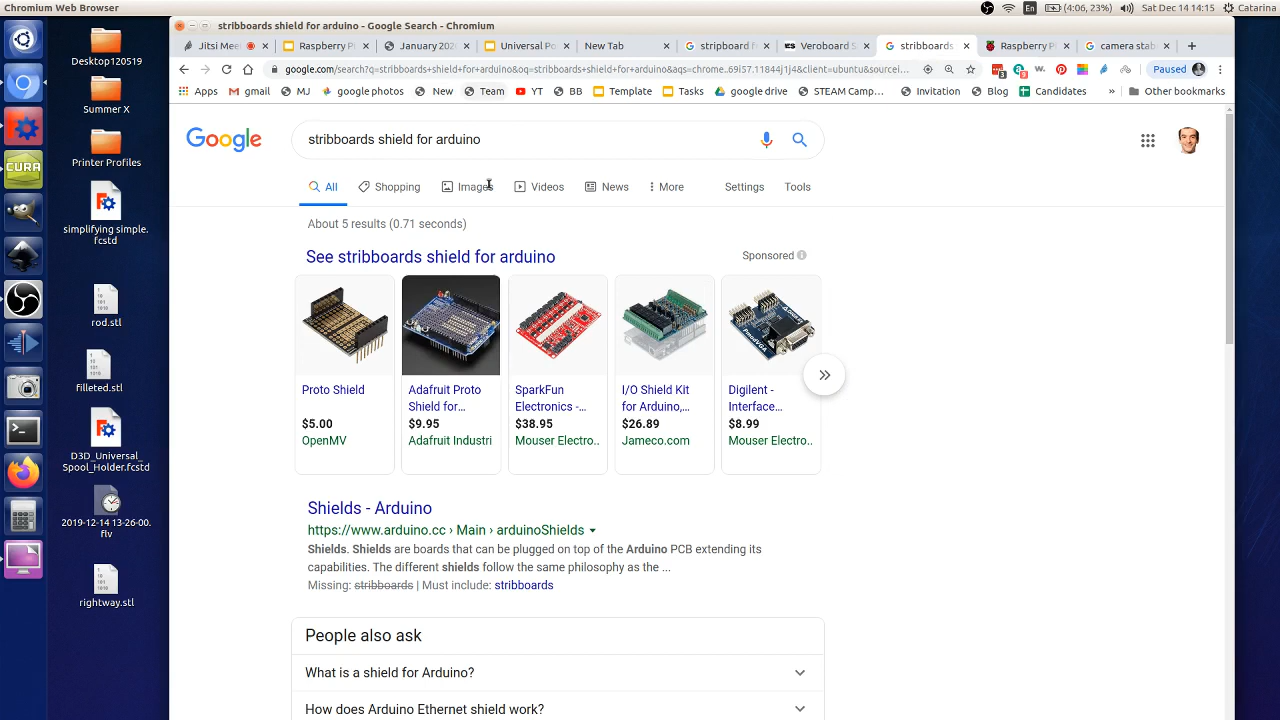 Chromium Web Browser
En
(4:06, 23%)
Sat Dec 14 14:15
Catarina
stribboards shield for arduino - Google Search - Chromium
Jitsi Mee
Raspberry P
January 202
Universal Po
New Tab
stripboard f
Veroboard S
stribboards
Raspberry P
camera stab
google.com/search?q=stribboards+shield+for+arduino&oq=stribboards+shield+for+arduino&aqs=chrome..69i57.11844j1j4&client=ubuntu&sourcei...
Paused
Apps
gmail
MJ
google photos
New
Team
YT
BB
Template
Tasks
google drive
STEAM Camp...
Invitation
Blog
Candidates
Other bookmarks
Google
stribboards shield for arduino
All
Shopping
Images
Videos
News
More
Settings
Tools
About 5 results (0.71 seconds)
See stribboards shield for arduino
Sponsored
Proto Shield
$5.00
OpenMV
Adafruit Proto
Shield for...
$9.95
Adafruit Industri
SparkFun
Electronics -...
$38.95
Mouser Electro..
I/O Shield Kit
for Arduino,...
$26.89
Jameco.com
Digilent -
Interface...
$8.99
Mouser Electro..
Shields - Arduino
https://www.arduino.cc › Main › arduinoShields
Shields. Shields are boards that can be plugged on top of the Arduino PCB extending its
capabilities. The different shields follow the same philosophy as the ...
Missing: stribboards | Must include: stribboards
People also ask
What is a shield for Arduino?
How does Arduino Ethernet shield work?
Desktop120519
Summer X
Printer Profiles
simplifying simple.
fcstd
rod.stl
filleted.stl
D3D_Universal_
Spool_Holder.fcstd
2019-12-14 13-26-00.
flv
rightway.stl
CURA